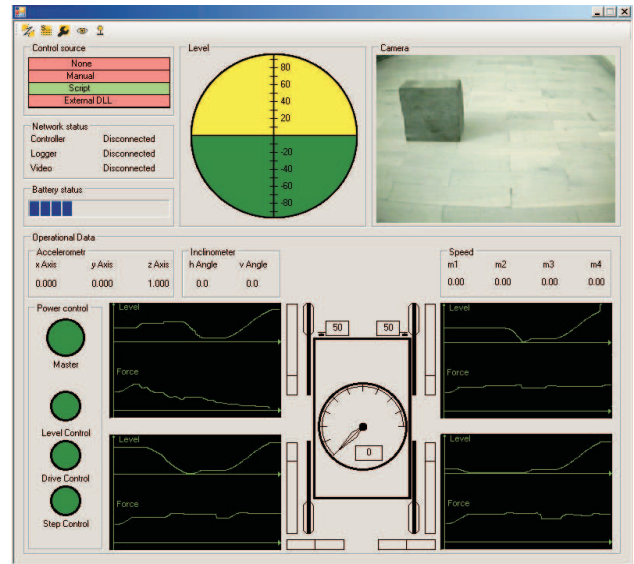 Control source
None
Manual
Script
External DLL
Network status
Controller Disconnected
Logger Disconnected
Video Disconnected
Battery status
Level
80
60
40
20
-20
-40
-60
-80
Camera
Operational Data
Accelerometr
x Axis y Axis z Axis
0.000 0.000 1.000
Inclinometer
h Angle v Angle
0.0 0.0
Speed
m1 m2 m3 m4
0.00 0.00 0.00 0.00
Power control
Master
Level Control
Drive Control
Step Control
Level
Force
Level
Force
50 50
0
Level
Force
Level
Force